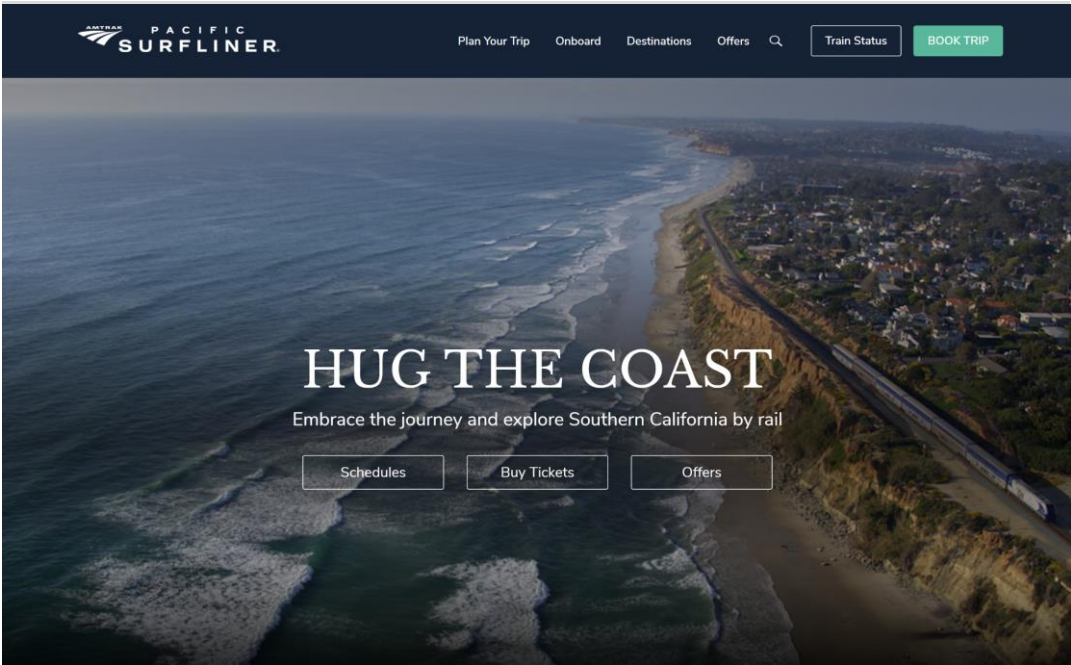 AMTRAK
PACIFIC
SURFLINER
Plan Your Trip Onboard Destinations Offers Train Status BOOK TRIP
HUG THE COAST
Embrace the journey and explore Southern California by rail
Schedules Buy Tickets Offers